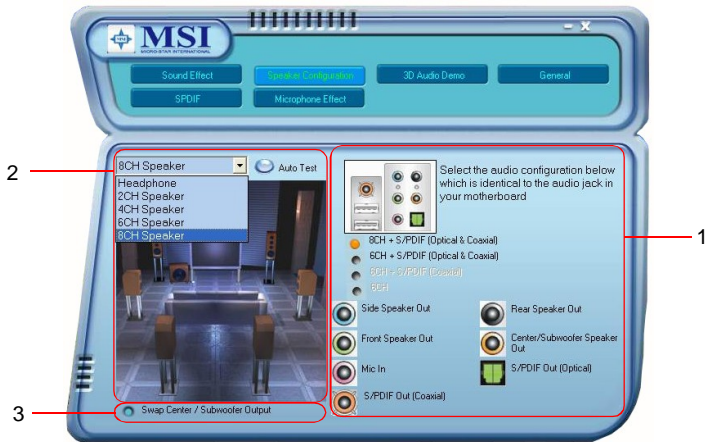 MSI
MICRO-STAR INTERNATIONAL
- X
Sound Effect
Speaker Configuration
3D Audio Demo
General
SPDIF
Microphone Effect
2
8CH Speaker
Auto Test
Headphone
2CH Speaker
4CH Speaker
6CH Speaker
8CH Speaker
Select the audio configuration below
which is identical to the audio jack in
your motherboard
1
8CH + S/PDIF (Optical & Coaxial)
6CH + S/PDIF (Optical & Coaxial)
6CH + S/PDIF (Coaxial)
6CH
Side Speaker Out
Rear Speaker Out
Front Speaker Out
Center/Subwoofer Speaker
Out
Mic In
S/PDIF Out (Optical)
S/PDIF Out (Coaxial)
3
Swap Center / Subwoofer Output